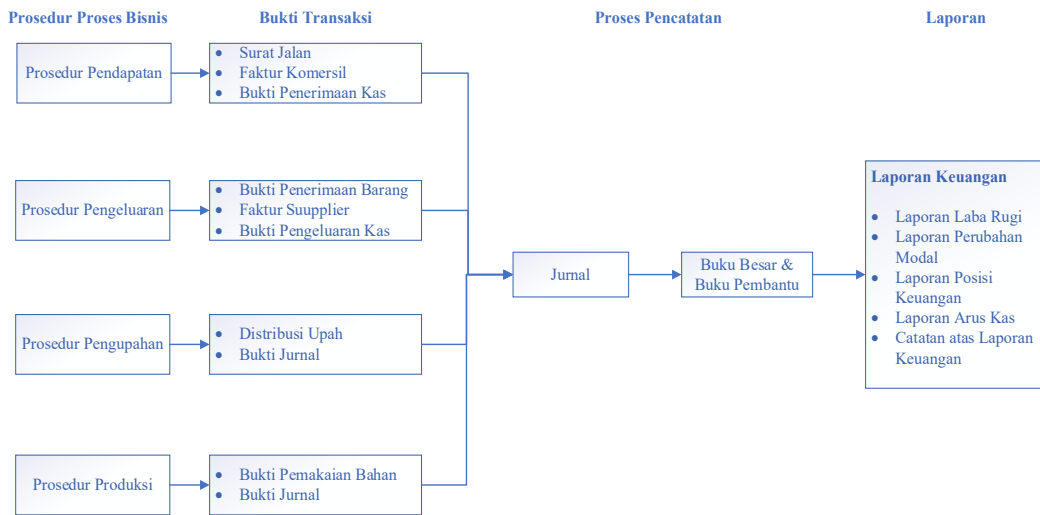 Prosedur Proses Bisnis
Bukti Transaksi
Proses Pencatatan
Laporan
Prosedur Pendapatan
• Surat Jalan
• Faktur Komersil
• Bukti Penerimaan Kas
Prosedur Pengeluaran
• Bukti Penerimaan Barang
• Faktur Suupplier
• Bukti Pengeluaran Kas
Prosedur Pengupahan
• Distribusi Upah
• Bukti Jurnal
Prosedur Produksi
• Bukti Pemakaian Bahan
• Bukti Jurnal
Jurnal
Buku Besar &
Buku Pembantu
Laporan Keuangan
• Laporan Laba Rugi
• Laporan Perubahan
Modal
• Laporan Posisi
Keuangan
• Laporan Arus Kas
• Catatan atas Laporan
Keuangan